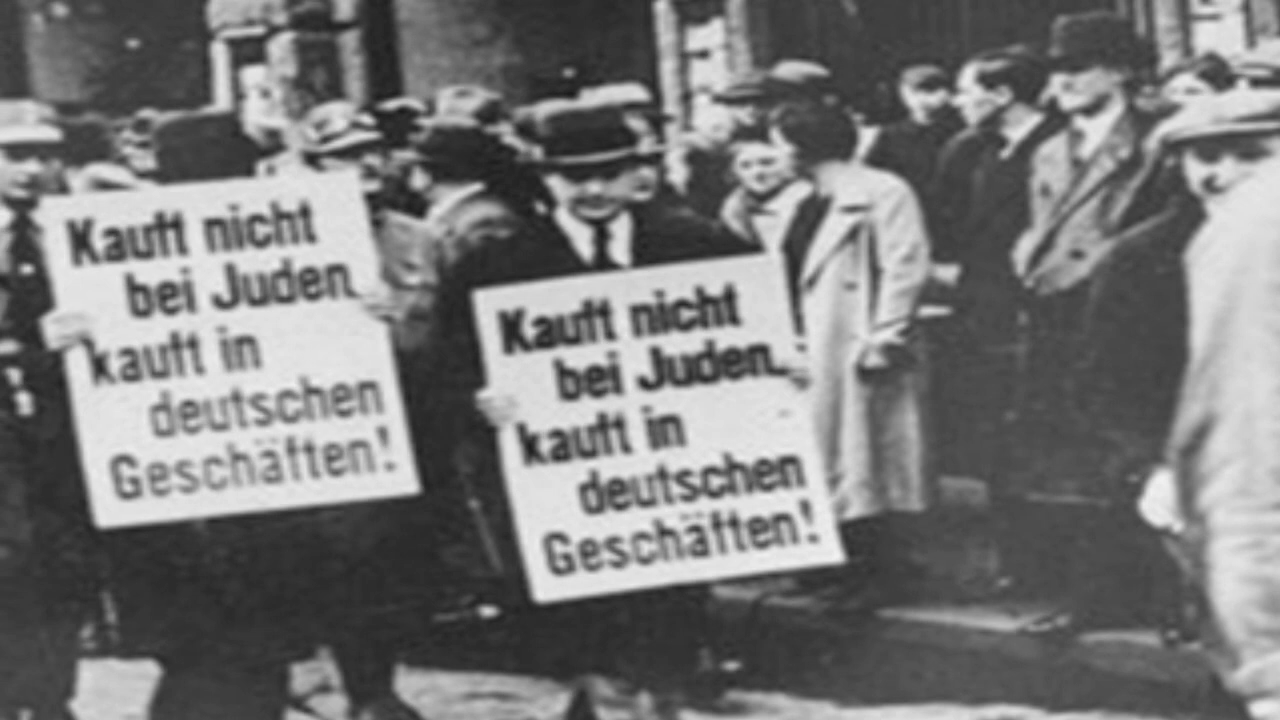 Kauft nicht
bei Juden.
kauft in
deutschen
Geschäften!
Kauft nicht
bei Juden.
kauft in
deutschen
Geschäften!